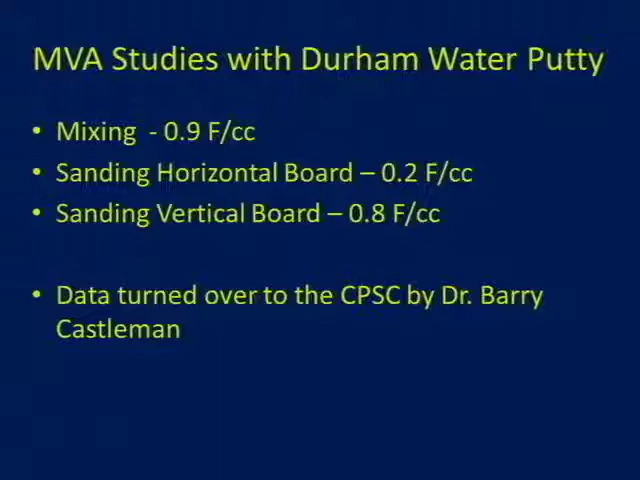 MVA Studies with Durham Water Putty
• Mixing - 0.9 F/cc
• Sanding Horizontal Board – 0.2 F/cc
• Sanding Vertical Board – 0.8 F/cc
• Data turned over to the CPSC by Dr. Barry
Castleman